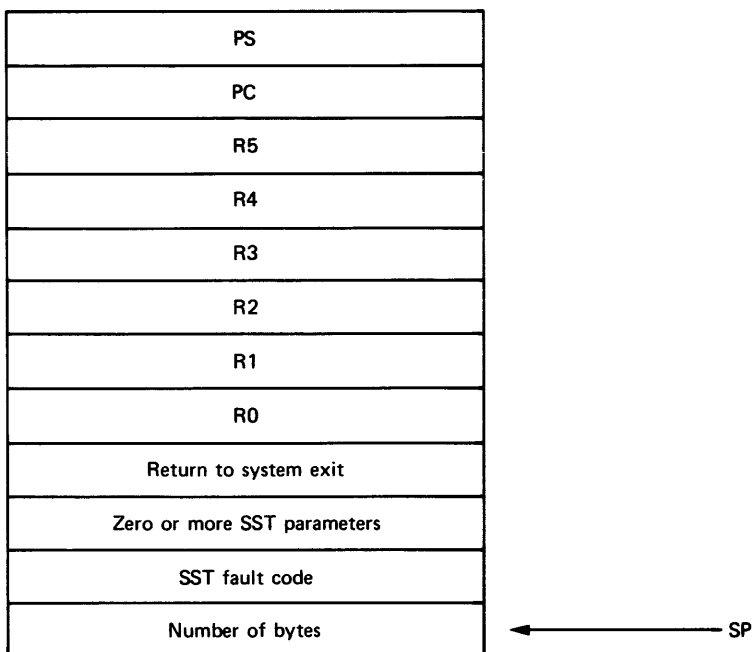 PS
PC
R5
R4
R3
R2
R1
R0
Return to system exit
Zero or more SST parameters
SST fault code
Number of bytes
SP